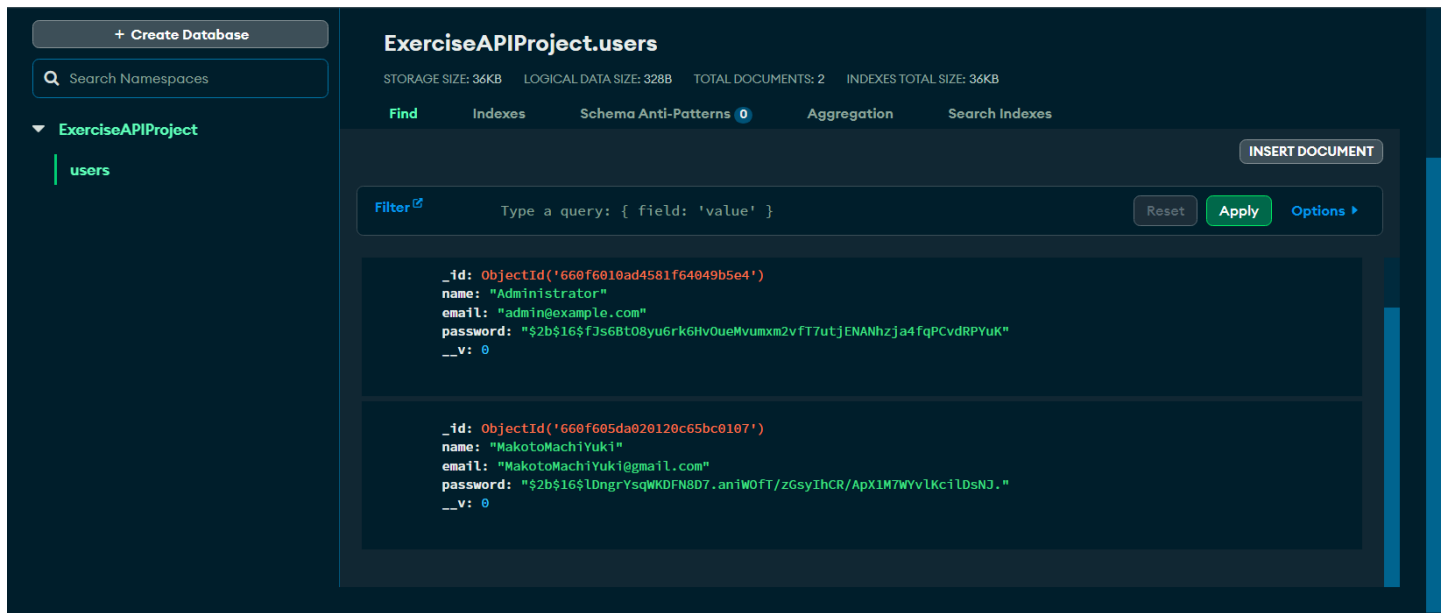 + Create Database
Search Namespaces
ExerciseAPIProject
users
ExerciseAPIProject.users
STORAGE SIZE: 36KB LOGICAL DATA SIZE: 328B TOTAL DOCUMENTS: 2 INDEXES TOTAL SIZE: 36KB
Find Indexes Schema Anti-Patterns 0 Aggregation Search Indexes
INSERT DOCUMENT
Filter Type a query: { field: 'value' } Reset Apply Options
_id: ObjectId('660f6010ad4581f64049b5e4')
name: "Administrator"
email: "admin@example.com"
password: "$2b$16$fJs6BtO8yu6rk6HvOueMvumxm2vfT7utjENANhzja4fqPCvdRPYuK"
__v: 0
_id: ObjectId('660f605da020120c65bc0107')
name: "MakotoMachiYuki"
email: "MakotoMachiYuki@gmail.com"
password: "$2b$16$lDngrYsqWKDFN8D7.aniWOfT/zGsyIhCR/ApX1M7WYvlKcilDsNJ."
__v: 0